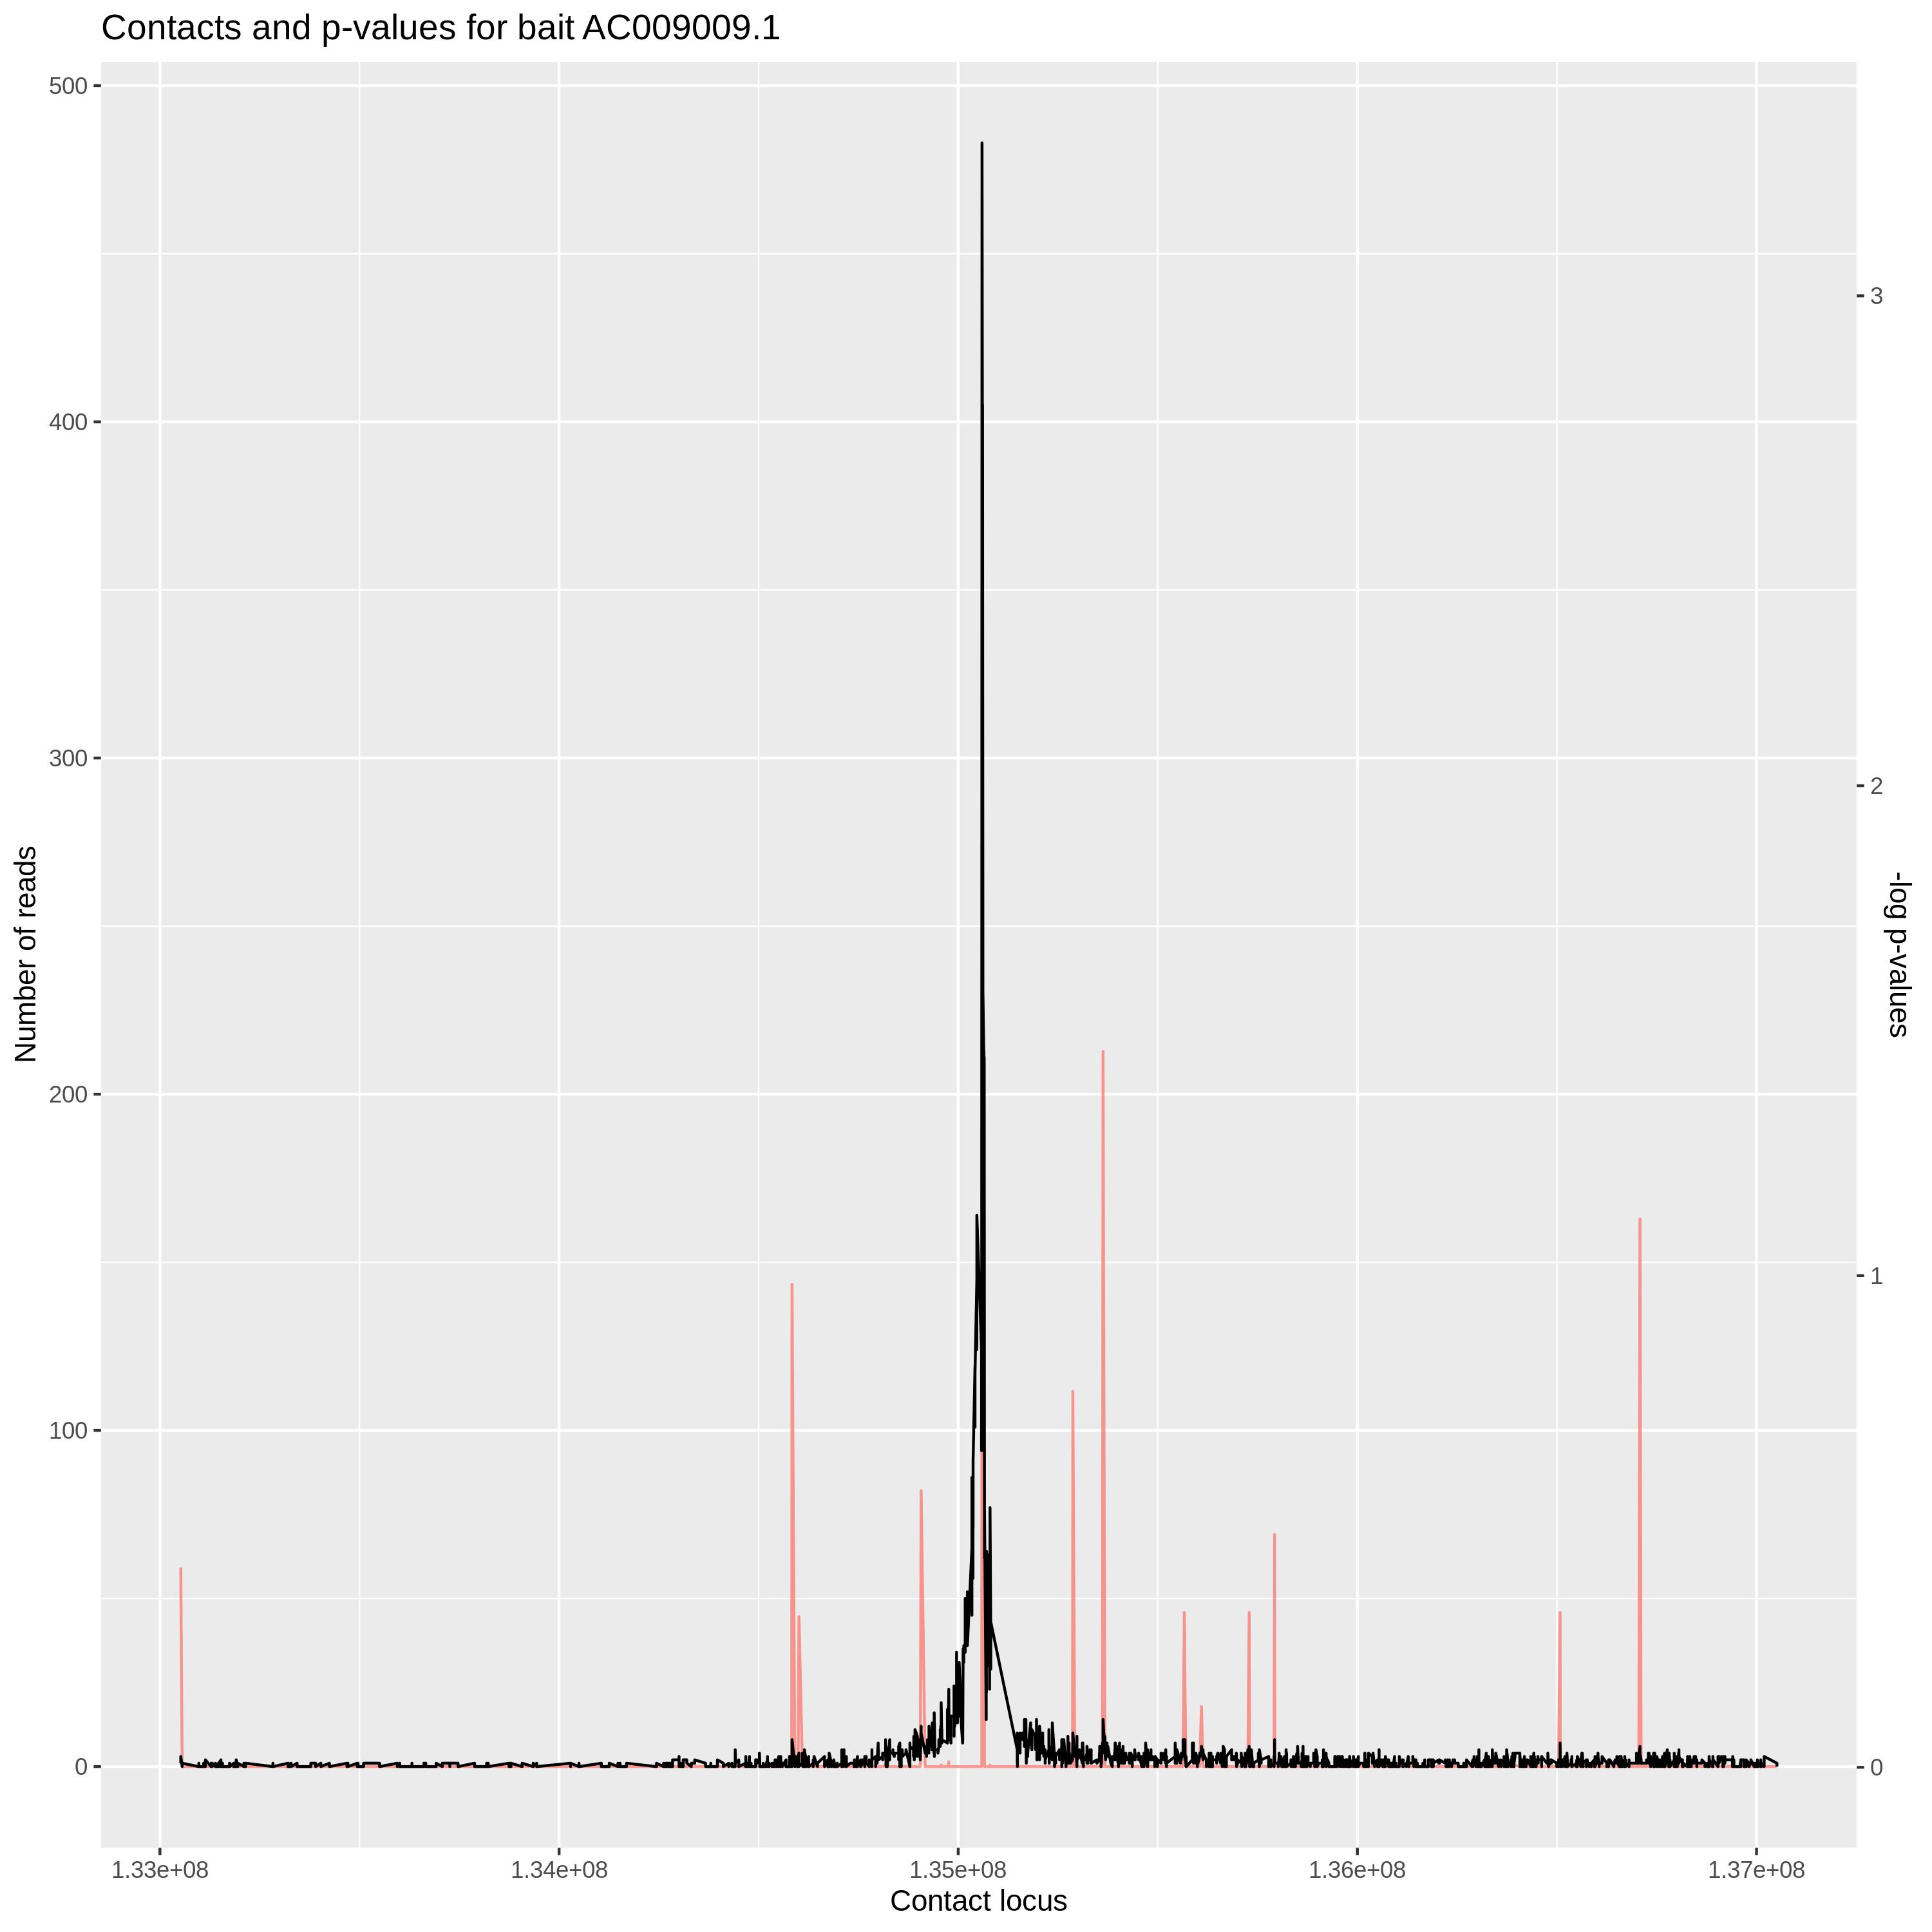 Contacts and p-values for bait AC009009.1
500
400
300
200
100
0
Number of reads
3
2
1
0
-log p-values
1.33e+08
1.34e+08
1.35e+08
1.36e+08
1.37e+08
Contact locus